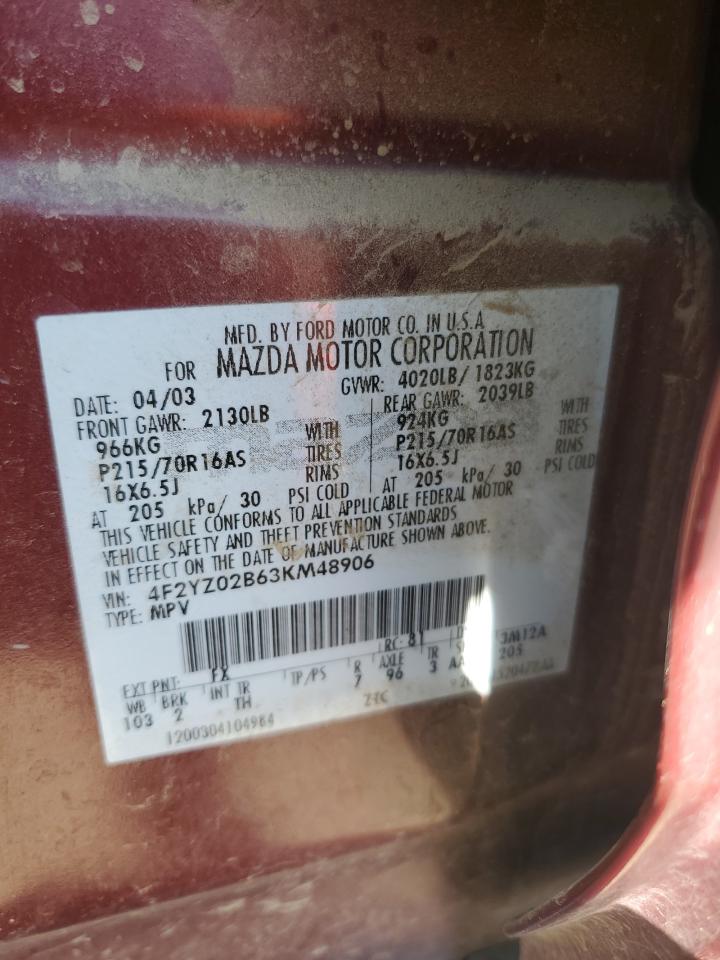 MFD. BY FORD MOTOR CO. IN U.S.A
FOR MAZDA MOTOR CORPORATION
DATE: 04/03 GVWR: 4020LB/ 1823KG
FRONT GAWR: 2130LB REAR GAWR: 2039LB
966KG WITH 924KG WITH
P215/70R16AS TIRES P215/70R16AS TIRES
16X6.5J RIMS 16X6.5J RIMS
AT 205 kPa/ 30 PSI COLD AT 205 kPa/ 30 PSI COLD
THIS VEHICLE CONFORMS TO ALL APPLICABLE FEDERAL MOTOR
VEHICLE SAFETY AND THEFT PREVENTION STANDARDS
IN EFFECT ON THE DATE OF MANUFACTURE SHOWN ABOVE.
VIN: 4F2YZ02B63KM48906
TYPE: MPV
EXT PNT: FX RC: 81 3M12A
WB BRK INT TR TP/PS R AXLE TR
103 2 TH 7 96 3 AA 205
1200304104984